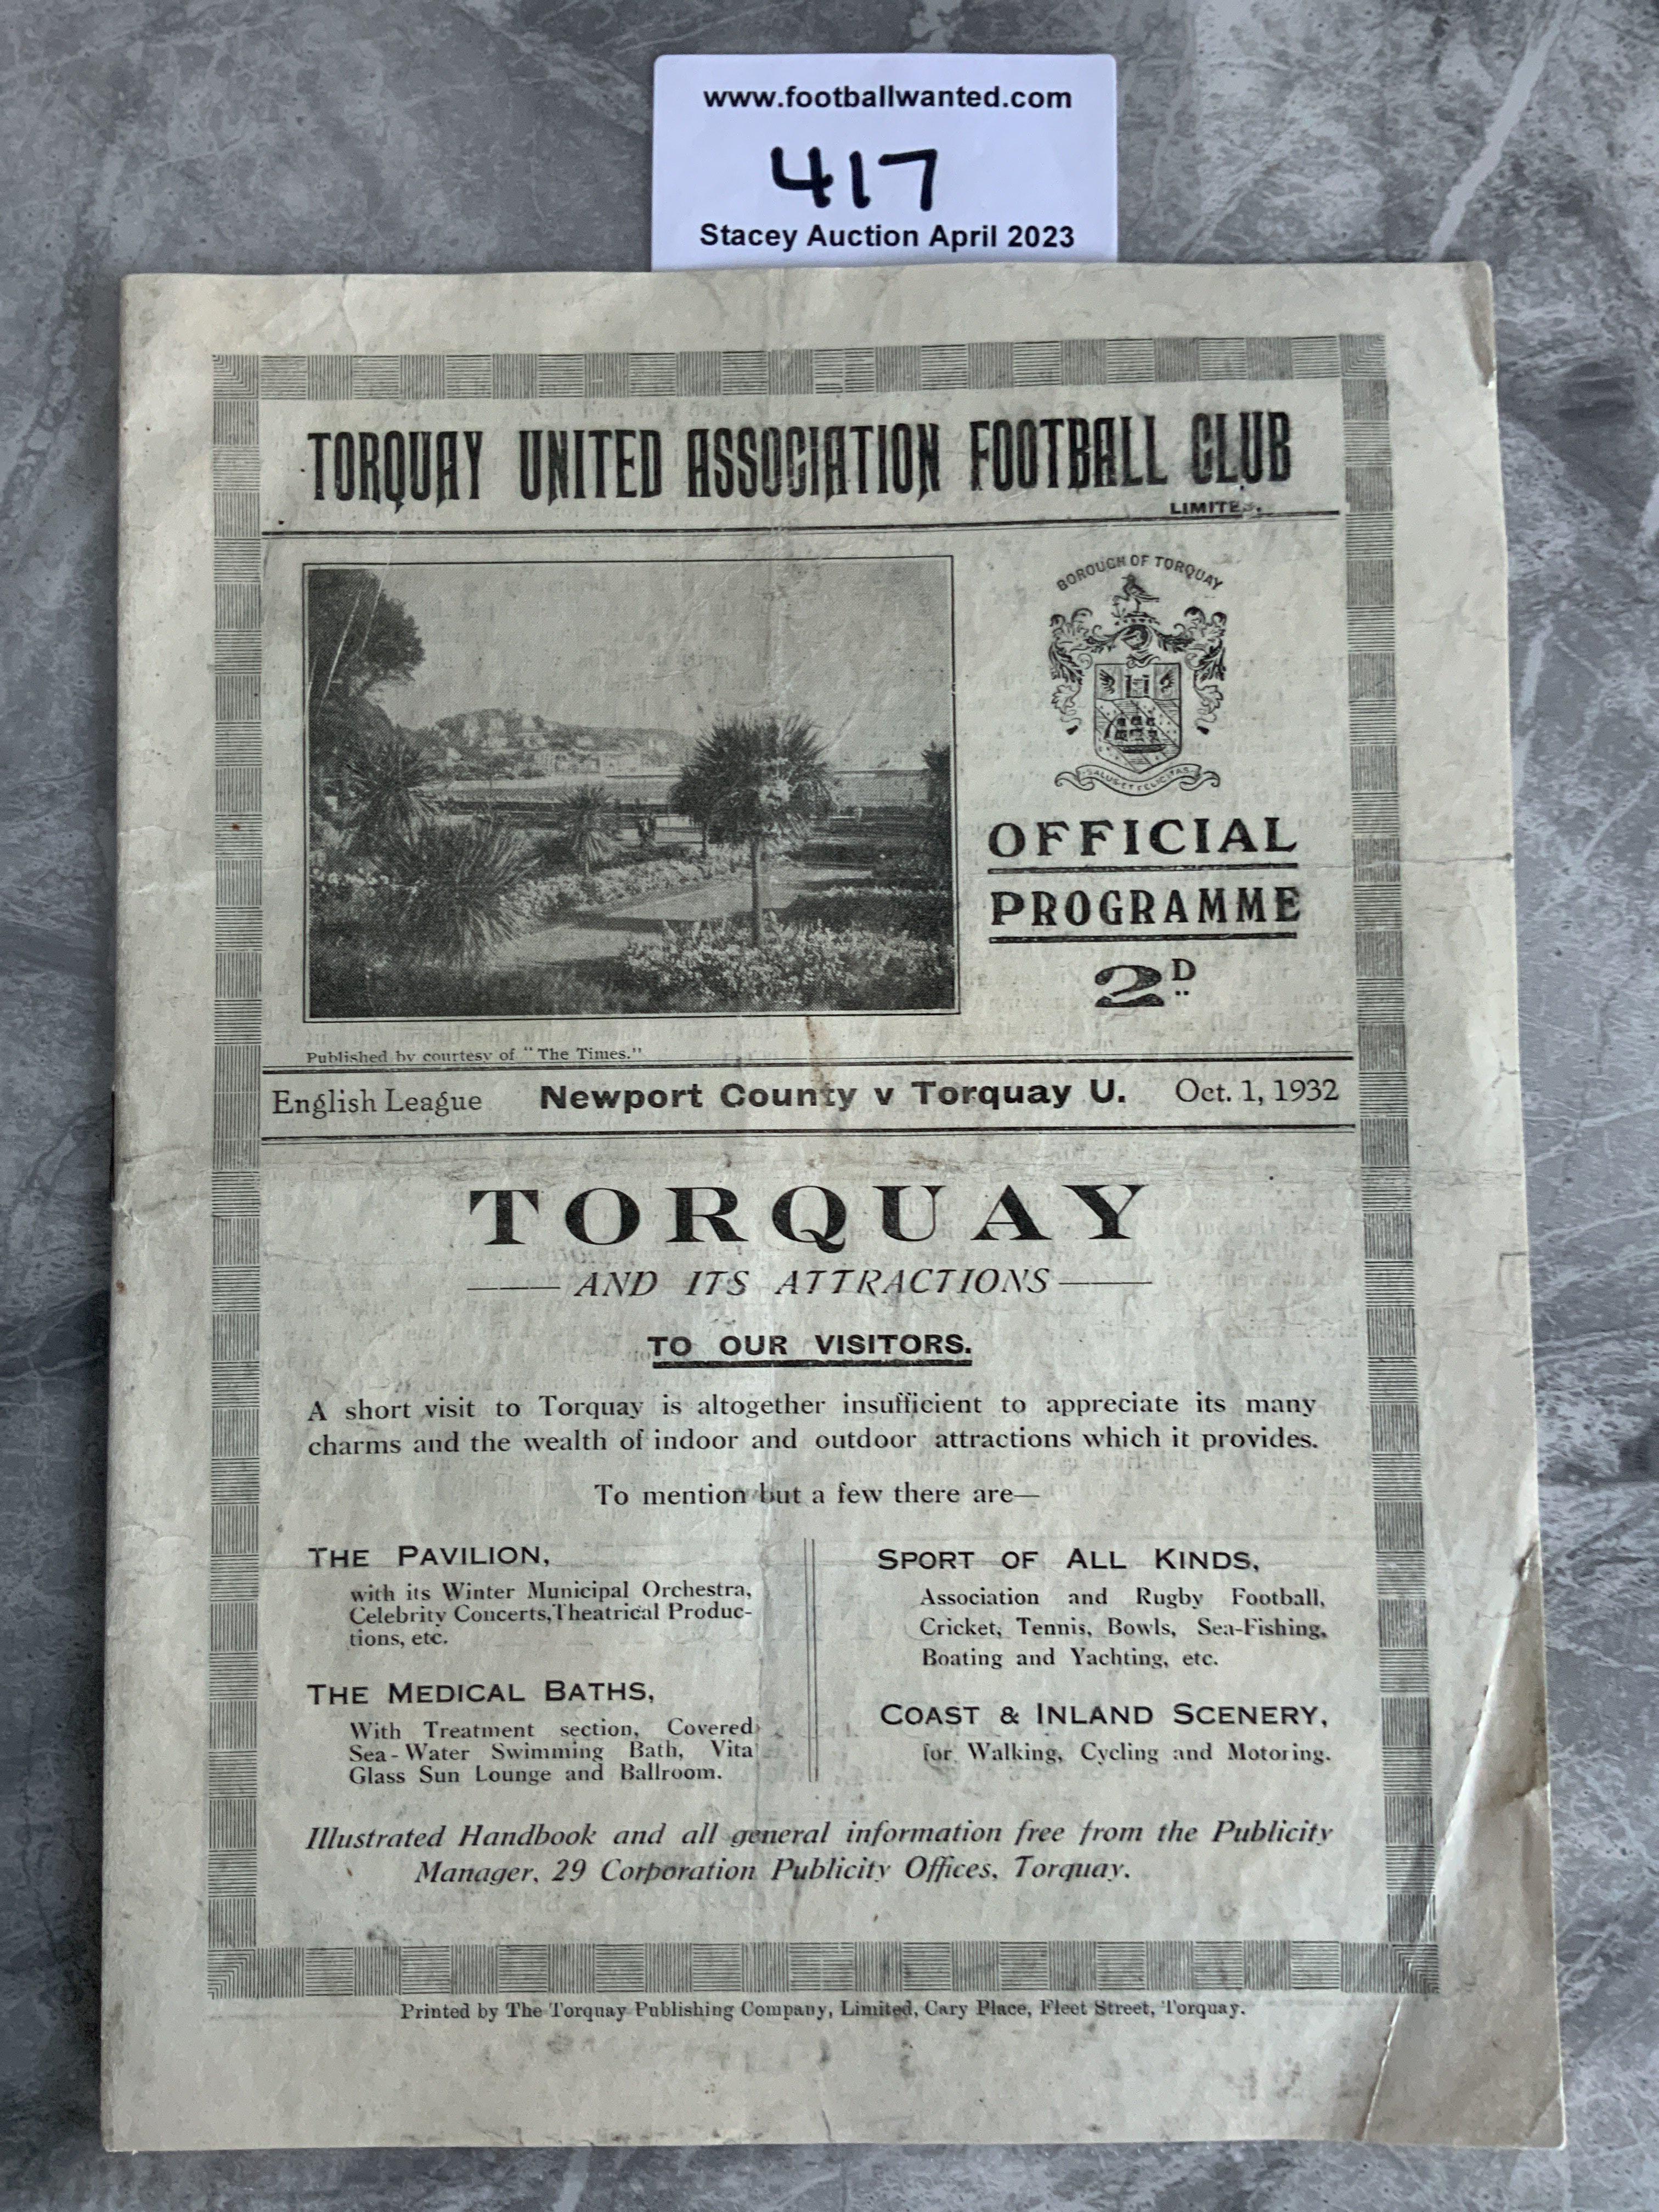 www.footballwanted.com
417
Stacey Auction April 2023
TORQUAY UNITED ASSOCIATION FOOTBALL CLUB
BOROUGH OF TORQUAY
OFFICIAL
PROGRAMME
2D
Published by courtesy of "The Times."
English League Newport County v Torquay U. Oct. 1, 1932
TORQUAY
AND ITS ATTRACTIONS
TO OUR VISITORS.
A short visit to Torquay is altogether insufficient to appreciate its many
charms and the wealth of indoor and outdoor attractions which it provides.
To mention but a few there are—
THE PAVILION,
with its Winter Municipal Orchestra,
Celebrity Concerts, Theatrical Produc-
tions, etc.
THE MEDICAL BATHS,
With Treatment section, Covered
Sea-Water Swimming Bath, Vita
Glass Sun Lounge and Ballroom.
SPORT OF ALL KINDS,
Association and Rugby Football,
Cricket, Tennis, Bowls, Sea-Fishing,
Boating and Yachting, etc.
COAST & INLAND SCENERY,
for Walking, Cycling and Motoring.
Illustrated Handbook and all general information free from the Publicity
Manager, 29 Corporation Publicity Offices, Torquay.
Printed by The Torquay Publishing Company, Limited, Cary Place, Fleet Street, Torquay.